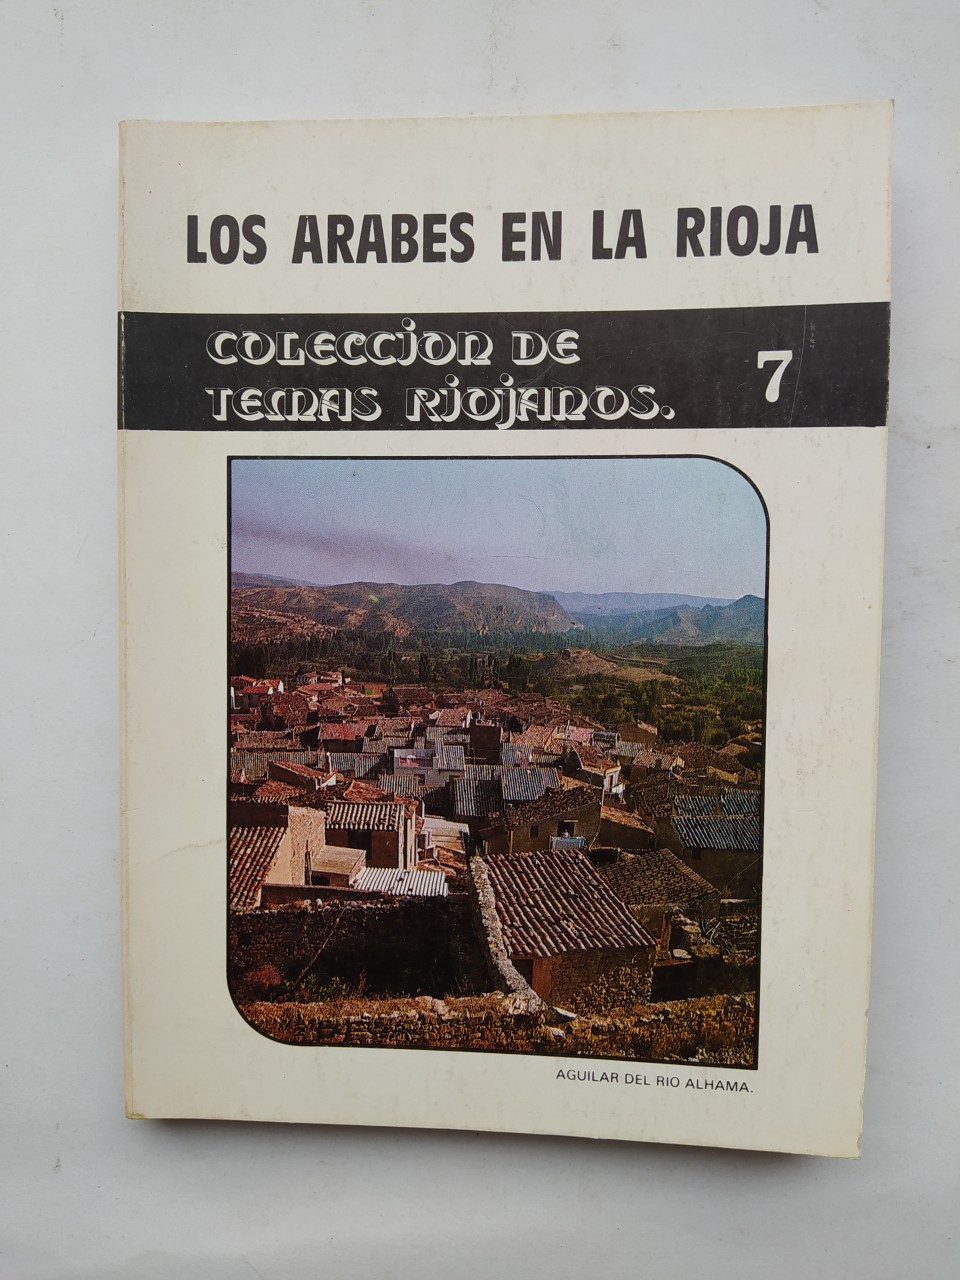 LOS ARABES EN LA RIOJA
COLECCION DE
TEMAS RIOJANOS.
7
AGUILAR DEL RIO ALHAMA.